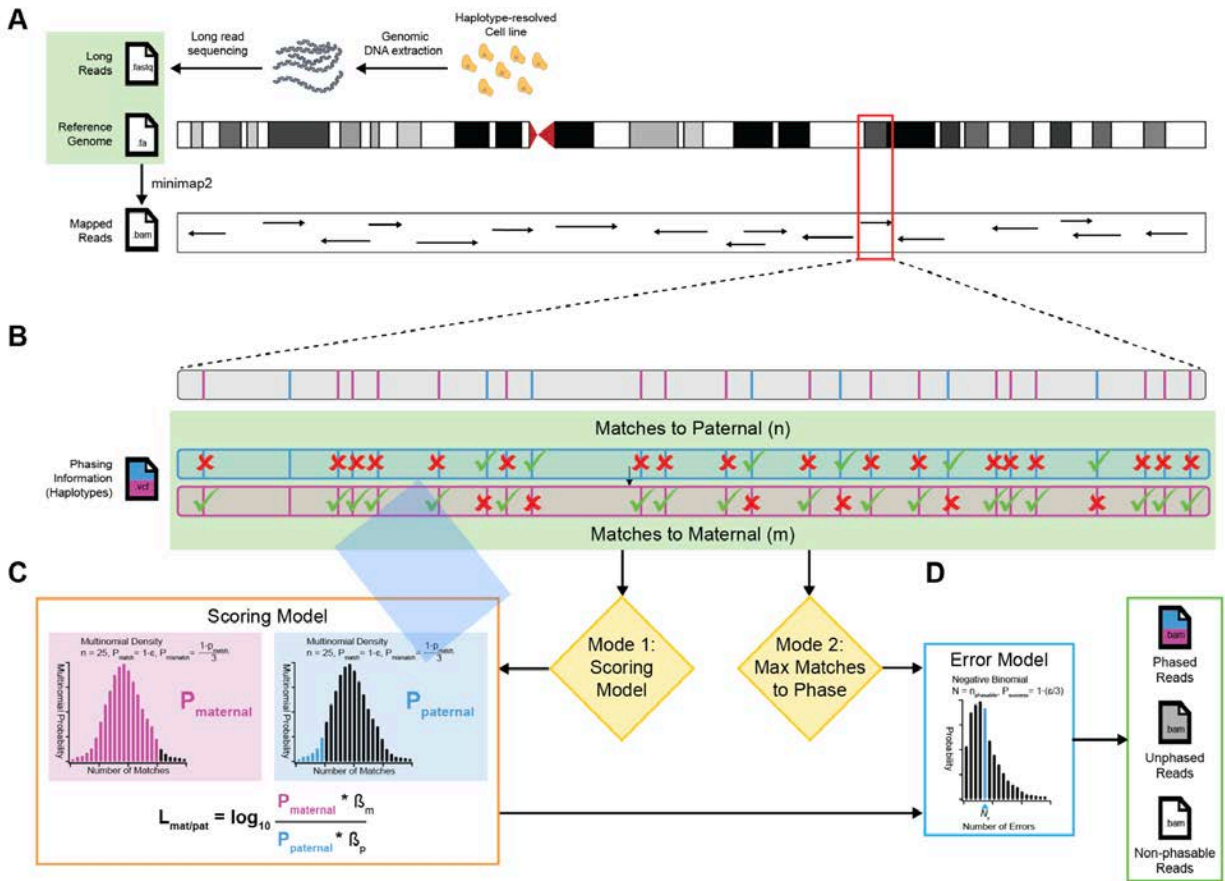 A
Haplotype-resolved
Cell line
Genomic
DNA extraction
Long read
sequencing
Long
Reads
.fastq
Reference
Genome
.fa
minimap2
Mapped
Reads
.bam
B
Matches to Paternal (n)
Phasing
Information
(Haplotypes)
.vcf
Matches to Maternal (m)
C
Scoring Model
Multinomial Density
n = 25, P_match = 1-ε, P_mismatch = 1-p_match / 3
P_maternal
Multinomial Probability
Number of Matches
Multinomial Density
n = 25, P_match = 1-ε, P_mismatch = 1-p_match / 3
P_paternal
Multinomial Probability
Number of Matches
L_mat/pat = log_10 P_maternal * ß_m / P_paternal * ß_p
Mode 1:
Scoring
Model
Mode 2:
Max Matches
to Phase
D
Error Model
Negative Binomial
N = n_phasable, P_success = 1-(ε/3)
Probability
Number of Errors
.bam
Phased
Reads
.bam
Unphased
Reads
.bam
Non-phasable
Reads